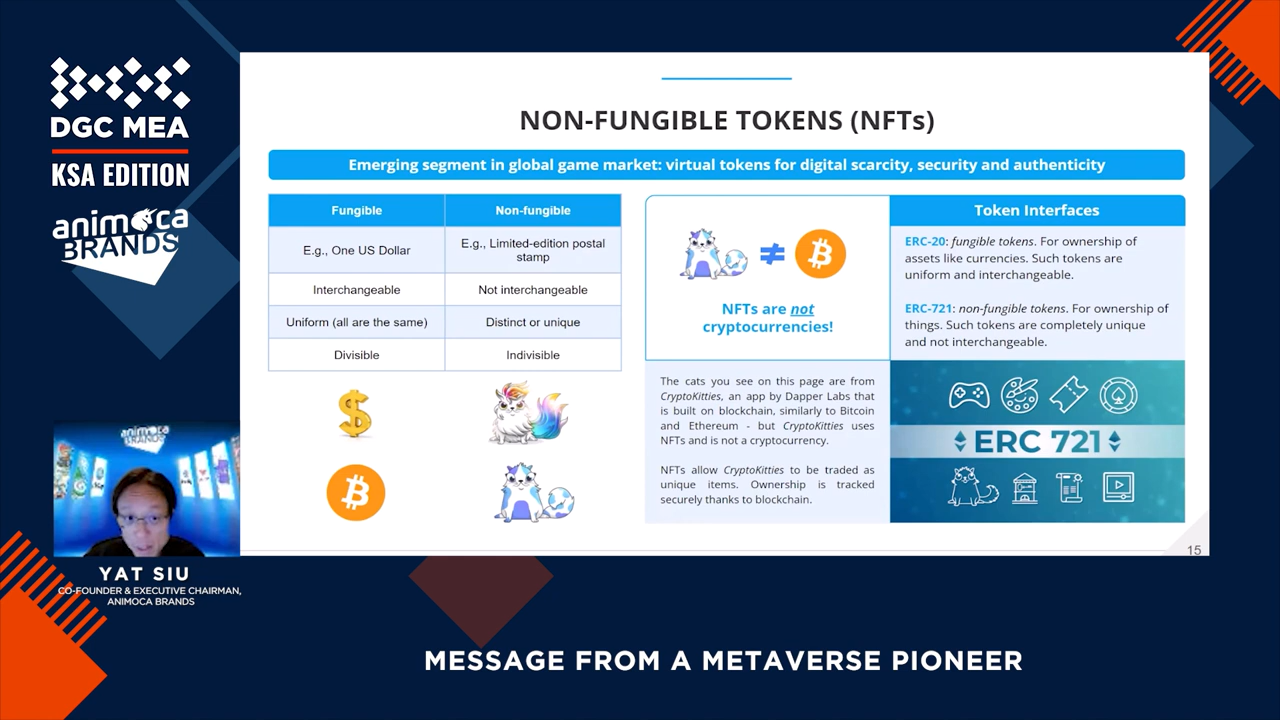 DGC MEA
KSA EDITION
animoca
BRANDS
NON-FUNGIBLE TOKENS (NFTs)
Emerging segment in global game market: virtual tokens for digital scarcity, security and authenticity
Fungible
Non-fungible
E.g., One US Dollar
E.g., Limited-edition postal
stamp
Interchangeable
Not interchangeable
Uniform (all are the same)
Distinct or unique
Divisible
Indivisible
NFTs are not
cryptocurrencies!
Token Interfaces
ERC-20: fungible tokens. For ownership of
assets like currencies. Such tokens are
uniform and interchangeable.
ERC-721: non-fungible tokens. For ownership of
things. Such tokens are completely unique
and not interchangeable.
The cats you see on this page are from
CryptoKitties, an app by Dapper Labs that
is built on blockchain, similarly to Bitcoin
and Ethereum - but CryptoKitties uses
NFTs and is not a cryptocurrency.
NFTs allow CryptoKitties to be traded as
unique items. Ownership is tracked
securely thanks to blockchain.
ERC 721
15
animoca
BRANDS
YAT SIU
CO-FOUNDER & EXECUTIVE CHAIRMAN,
ANIMOCA BRANDS
MESSAGE FROM A METAVERSE PIONEER